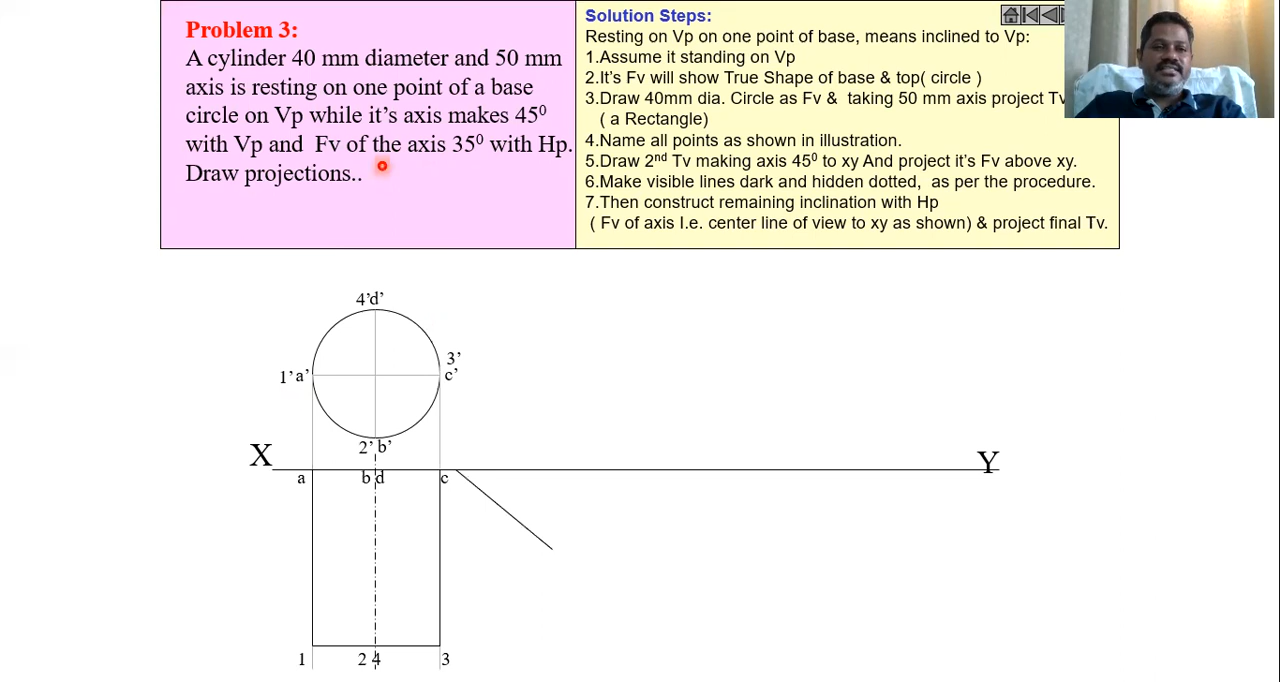 Problem 3:
A cylinder 40 mm diameter and 50 mm
axis is resting on one point of a base
circle on Vp while it's axis makes 45⁰
with Vp and Fv of the axis 35⁰ with Hp.
Draw projections..
Solution Steps:
Resting on Vp on one point of base, means inclined to Vp:
1.Assume it standing on Vp
2.It's Fv will show True Shape of base & top( circle )
3.Draw 40mm dia. Circle as Fv & taking 50 mm axis project Tv
( a Rectangle)
4.Name all points as shown in illustration.
5.Draw 2nd Tv making axis 45⁰ to xy And project it's Fv above xy.
6.Make visible lines dark and hidden dotted, as per the procedure.
7.Then construct remaining inclination with Hp
( Fv of axis I.e. center line of view to xy as shown) & project final Tv.
4'd'
3'
1'a' c'
2' b'
X Y
a b d c
1 2 4 3